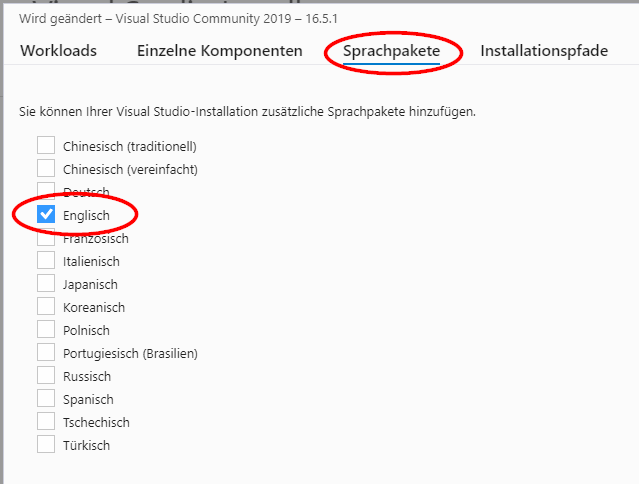 Wird geändert – Visual Studio Community 2019 – 16.5.1
Workloads Einzelne Komponenten Sprachpakete Installationspfade
Sie können Ihrer Visual Studio-Installation zusätzliche Sprachpakete hinzufügen.
Chinesisch (traditionell)
Chinesisch (vereinfacht)
Deutsch
Englisch
Französisch
Italienisch
Japanisch
Koreanisch
Polnisch
Portugiesisch (Brasilien)
Russisch
Spanisch
Tschechisch
Türkisch